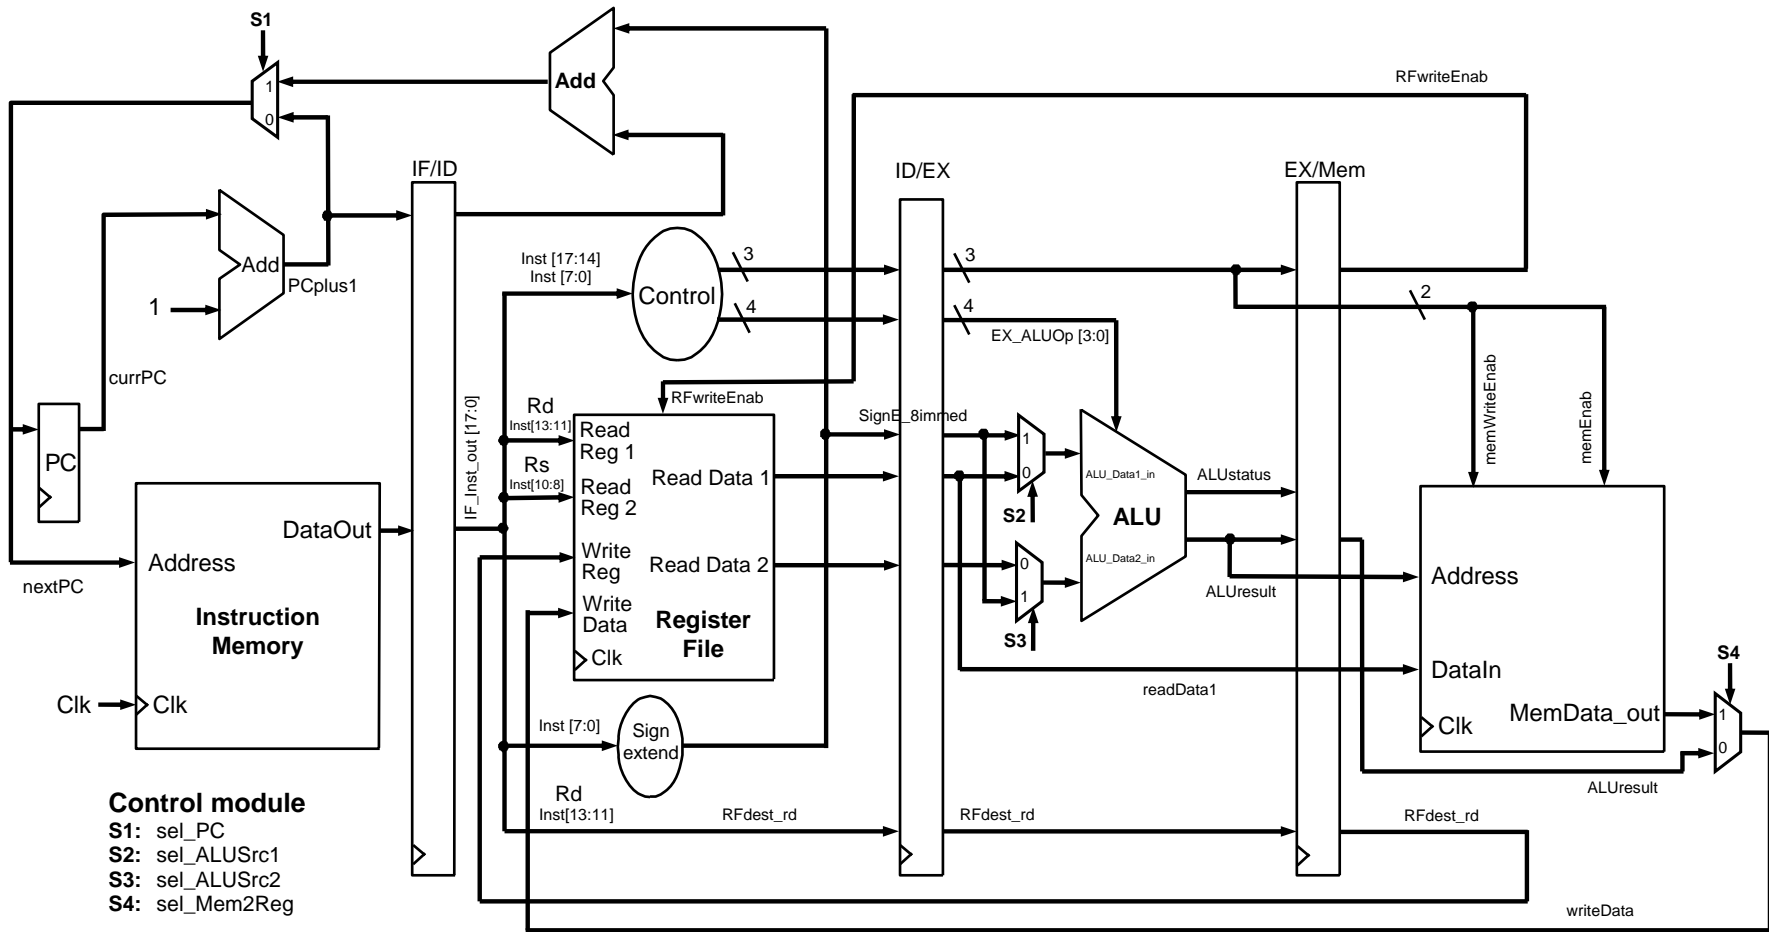 S1
RFwriteEnab
Add
1
0
IF/ID
ID/EX
EX/Mem
Inst [17:14]
Inst [7:0]
3
3
Control
Add
PCplus1
1
4
4
2
EX_ALUOp [3:0]
currPC
RFwriteEnab
memWriteEnab
memEnab
IF_Inst_out [17:0]
Rd
Inst[13:11]
Read
Reg 1
SignE_8immed
1
0
PC
Rs
Inst[10:8]
Read
Reg 2
Read Data 1
ALU_Data1_in
ALUstatus
S2
ALU
DataOut
Address
Write
Reg
Read Data 2
0
1
ALU_Data2_in
ALUresult
Address
nextPC
Instruction
Memory
Write
Data
Register
File
S3
Clk
S4
DataIn
readData1
Clk
Clk
Inst [7:0]
Sign
extend
MemData_out
Clk
1
0
ALUresult
Rd
Inst[13:11]
RFdest_rd
RFdest_rd
RFdest_rd
Control module
S1: sel_PC
S2: sel_ALUSrc1
S3: sel_ALUSrc2
S4: sel_Mem2Reg
writeData